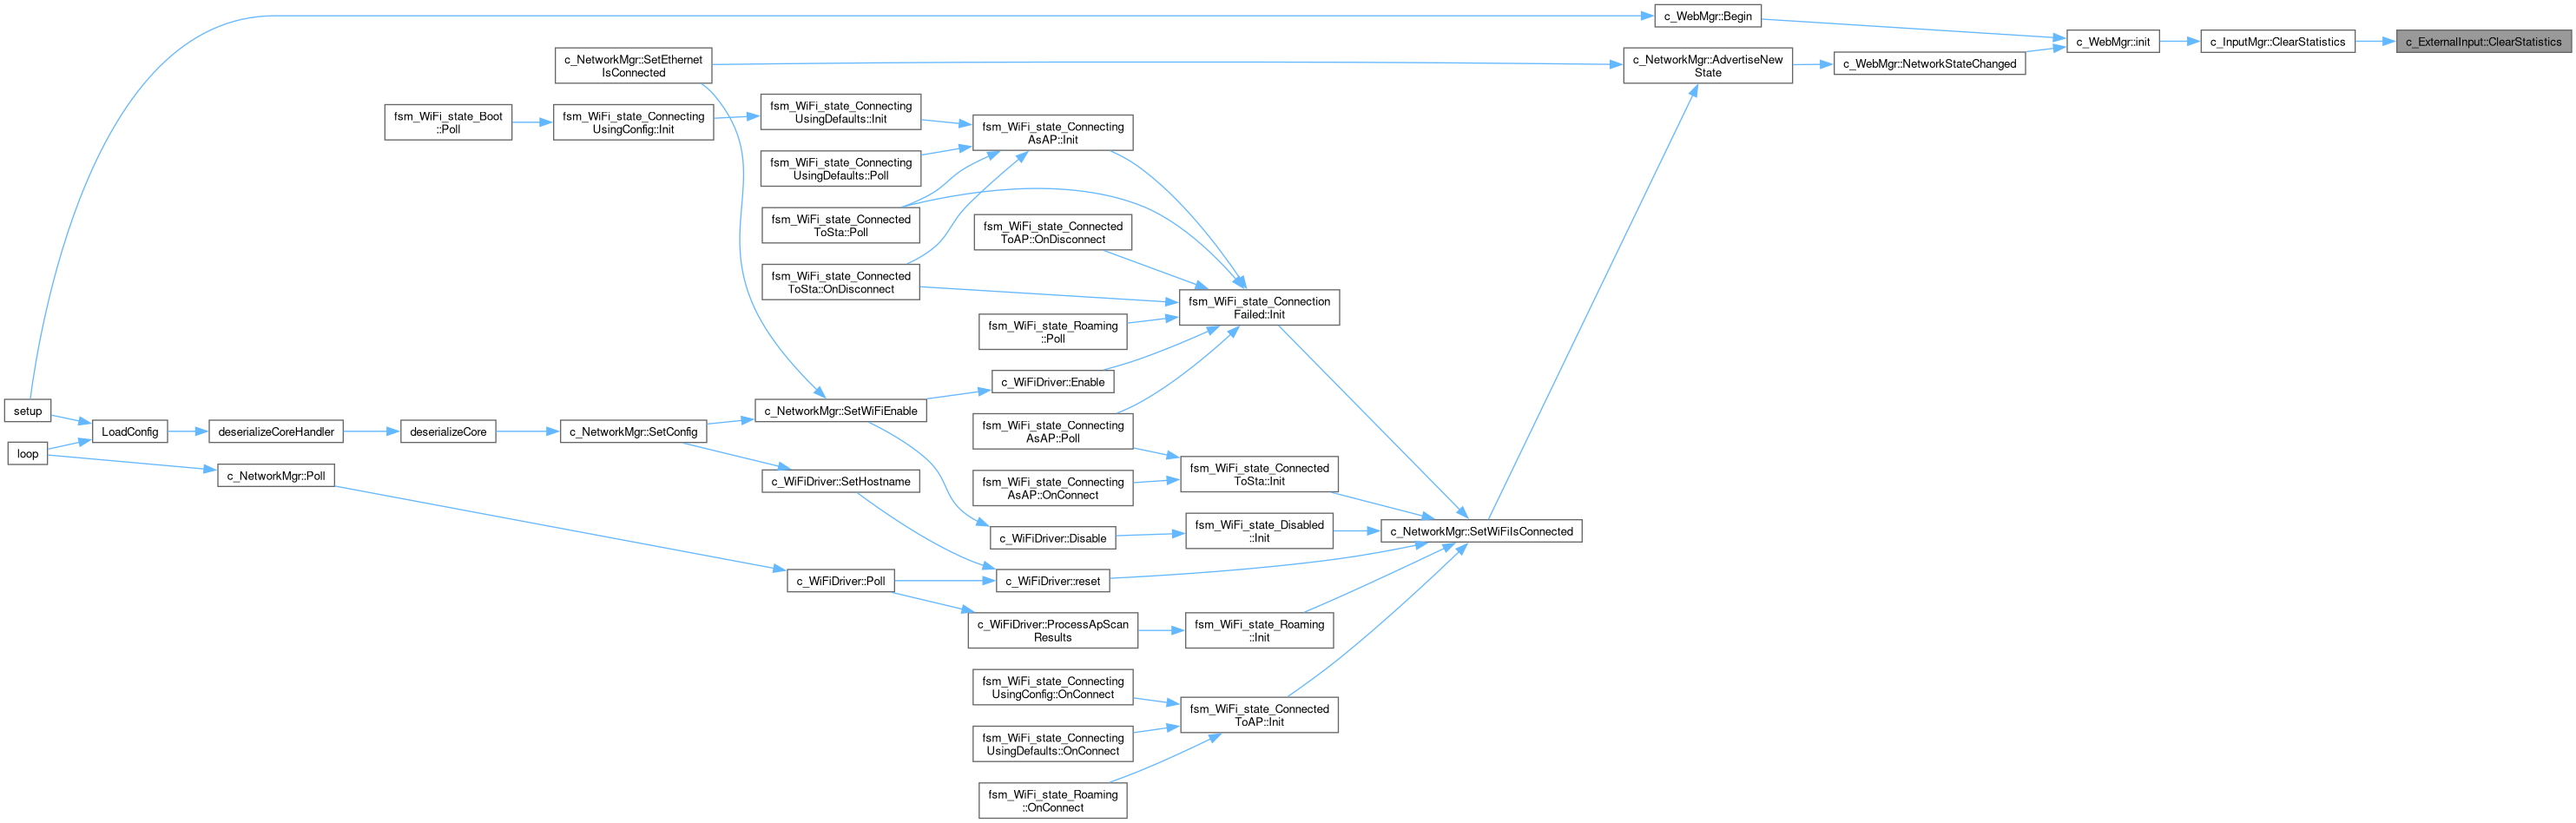 c_WebMgr::Begin
c_ExternalInput::ClearStatistics
c_InputMgr::ClearStatistics
c_WebMgr::init
c_WebMgr::NetworkStateChanged
c_NetworkMgr::AdvertiseNew
State
c_NetworkMgr::SetEthernet
IsConnected
fsm_WiFi_state_Boot
::Poll
fsm_WiFi_state_Connecting
UsingConfig::Init
fsm_WiFi_state_Connecting
UsingDefaults::Init
fsm_WiFi_state_Connecting
AsAP::Init
fsm_WiFi_state_Connecting
UsingDefaults::Poll
fsm_WiFi_state_Connected
ToSta::Poll
fsm_WiFi_state_Connected
ToAP::OnDisconnect
fsm_WiFi_state_Connected
ToSta::OnDisconnect
fsm_WiFi_state_Connection
Failed::Init
fsm_WiFi_state_Roaming
::Poll
c_WiFiDriver::Enable
setup
c_NetworkMgr::SetWiFiEnable
LoadConfig
deserializeCoreHandler
deserializeCore
c_NetworkMgr::SetConfig
fsm_WiFi_state_Connecting
AsAP::Poll
loop
c_NetworkMgr::Poll
c_WiFiDriver::SetHostname
fsm_WiFi_state_Connecting
AsAP::OnConnect
fsm_WiFi_state_Connected
ToSta::Init
c_WiFiDriver::Disable
fsm_WiFi_state_Disabled
::Init
c_NetworkMgr::SetWiFiIsConnected
c_WiFiDriver::Poll
c_WiFiDriver::reset
c_WiFiDriver::ProcessApScan
Results
fsm_WiFi_state_Roaming
::Init
fsm_WiFi_state_Connecting
UsingConfig::OnConnect
fsm_WiFi_state_Connected
ToAP::Init
fsm_WiFi_state_Connecting
UsingDefaults::OnConnect
fsm_WiFi_state_Roaming
::OnConnect